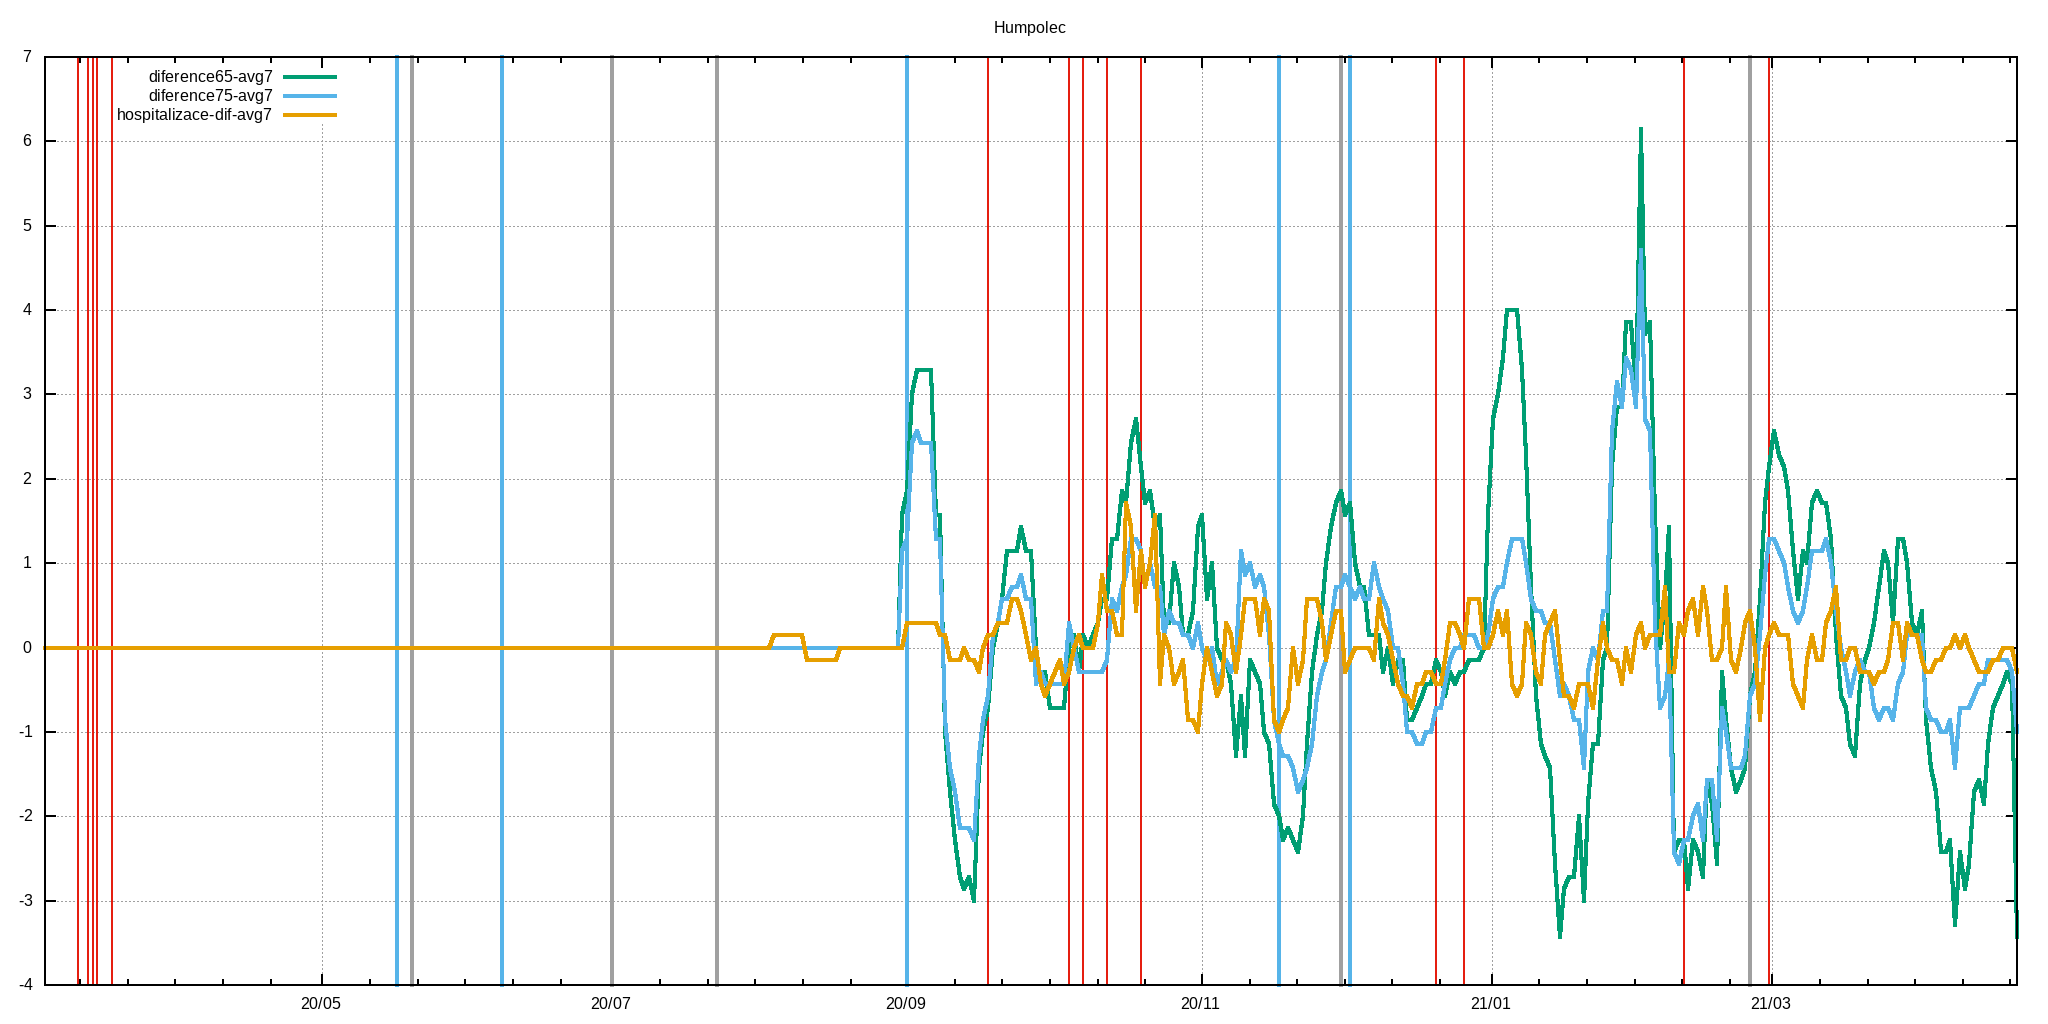 Humpolec
diference65-avg7
diference75-avg7
hospitalizace-dif-avg7
7
6
5
4
3
2
1
0
-1
-2
-3
-4
20/05 20/07 20/09 20/11 21/01 21/03